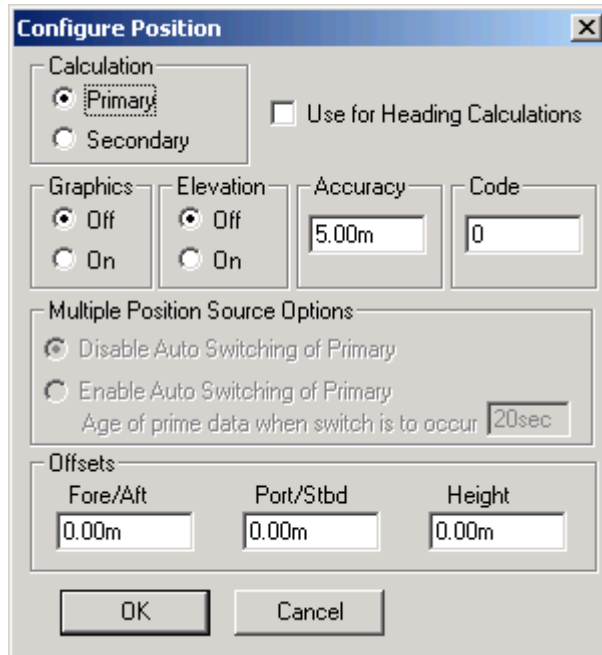 Configure Position
Calculation
Primary
Secondary
Use for Heading Calculations
Graphics
Off
On
Elevation
Off
On
Accuracy
5.00m
Code
0
Multiple Position Source Options
Disable Auto Switching of Primary
Enable Auto Switching of Primary
Age of prime data when switch is to occur 20sec
Offsets
Fore/Aft Port/Stbd Height
0.00m 0.00m 0.00m
OK Cancel